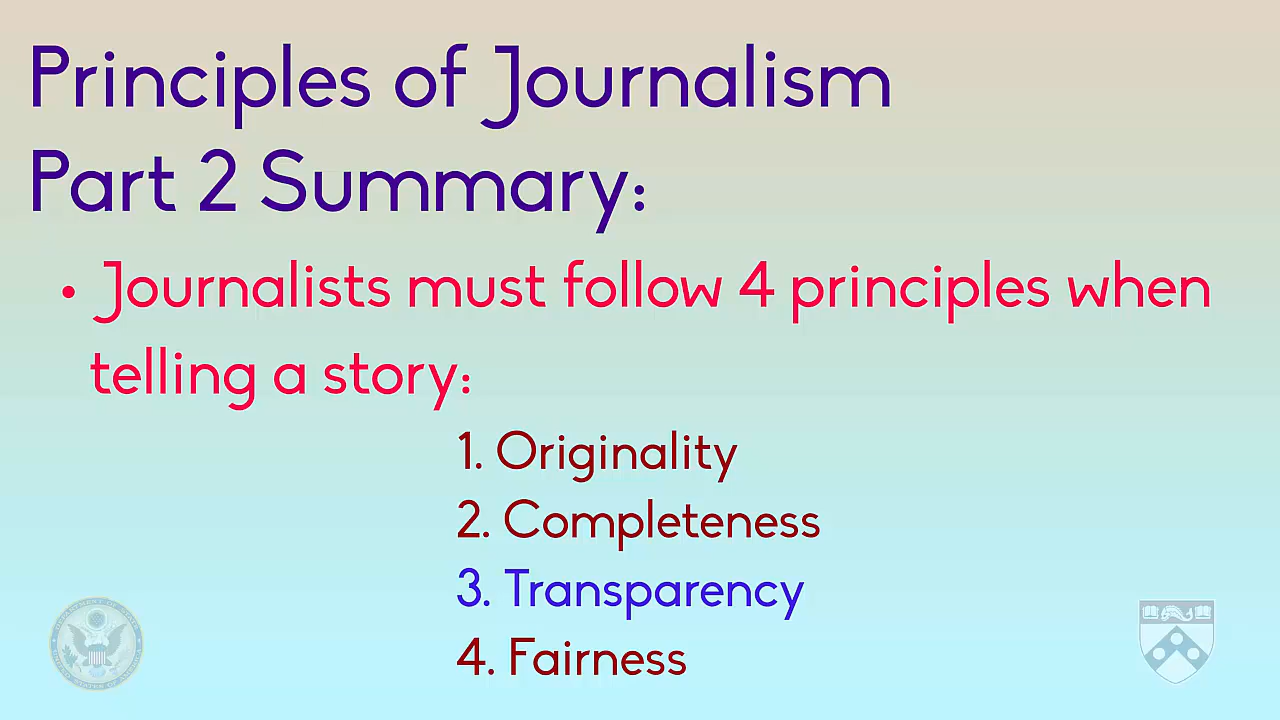 Principles of Journalism
Part 2 Summary:
• Journalists must follow 4 principles when
telling a story:
1. Originality
2. Completeness
3. Transparency
4. Fairness